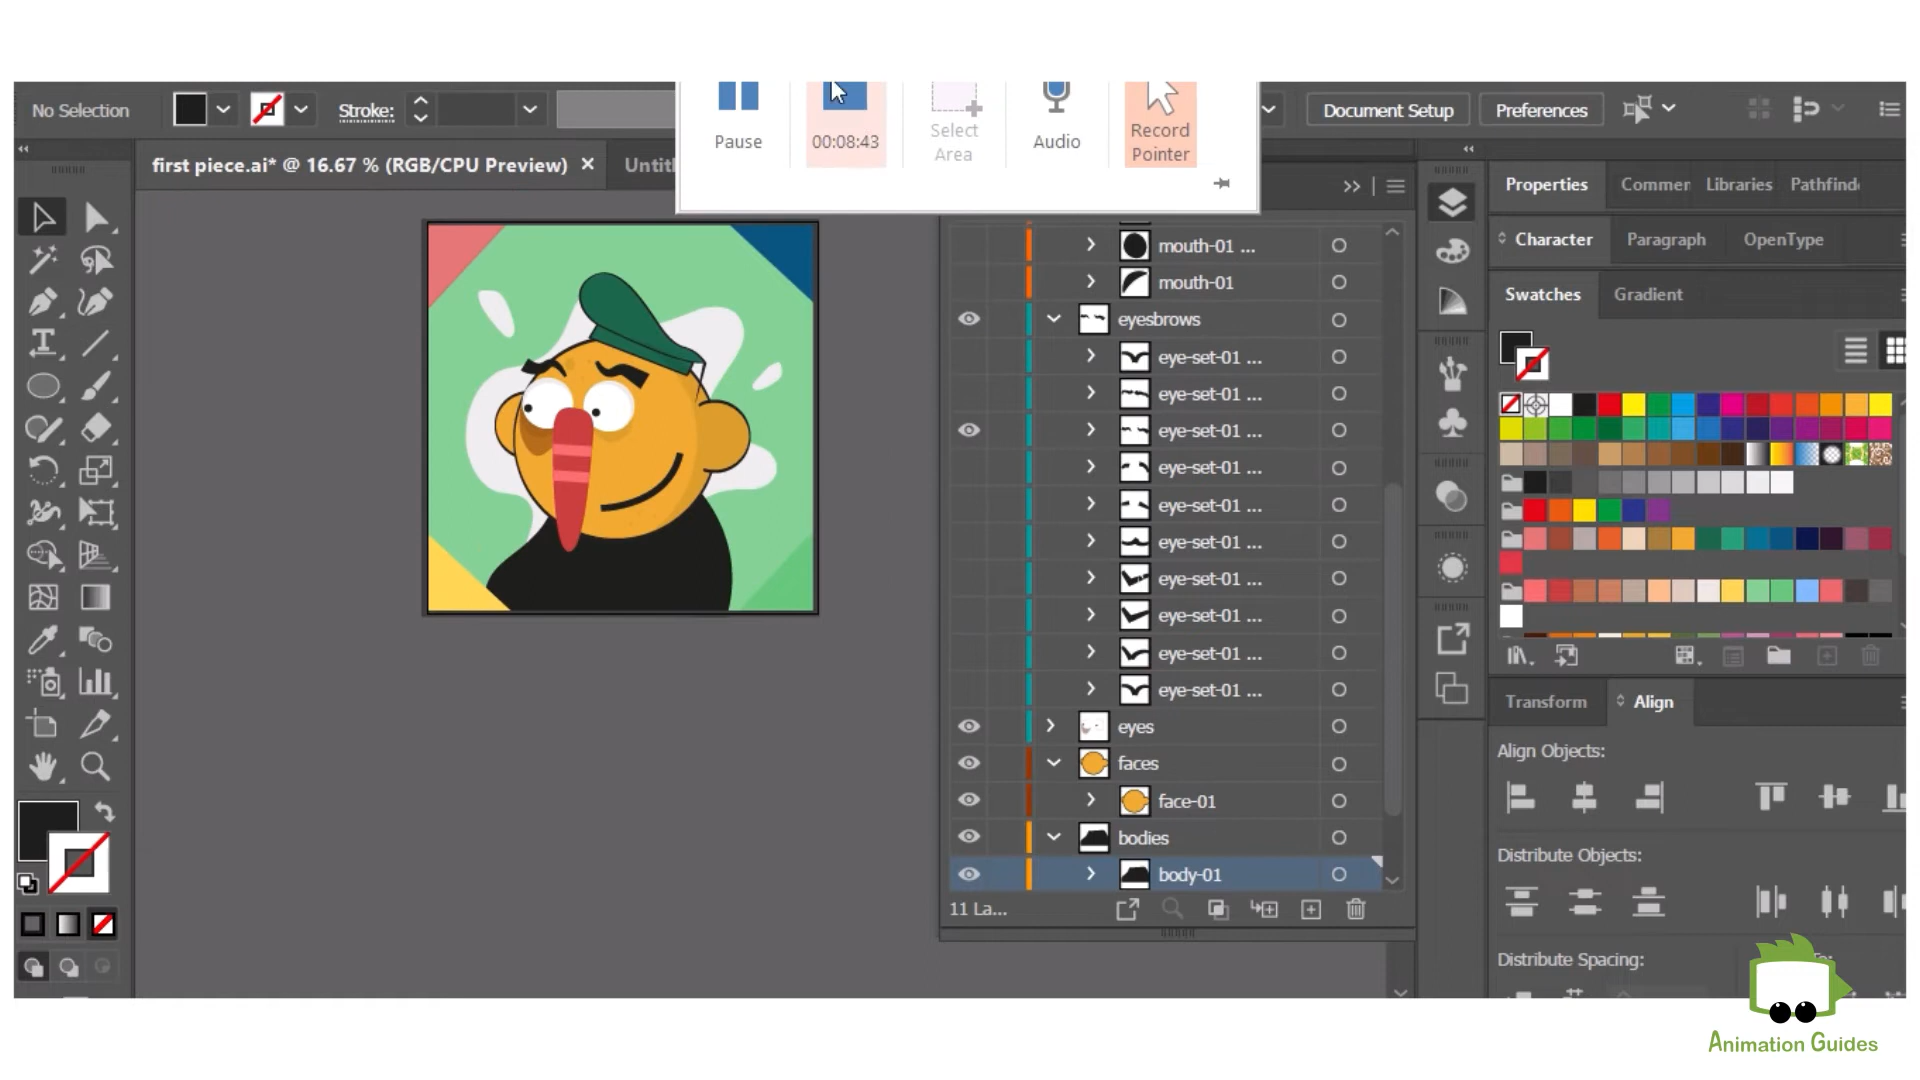 Pause
00:08:43
Select
Area
Audio
Record
Pointer
No Selection
Stroke:
Document Setup
Preferences
first piece.ai* @ 16.67 % (RGB/CPU Preview)
Properties
Libraries
Character
Paragraph
OpenType
Swatches
Gradient
mouth-01 ...
mouth-01
eyesbrows
eye-set-01 ...
eye-set-01 ...
eye-set-01 ...
eye-set-01 ...
eye-set-01 ...
eye-set-01 ...
eye-set-01 ...
eye-set-01 ...
eye-set-01 ...
eye-set-01 ...
eyes
faces
face-01
bodies
body-01
11 La...
Transform
Align
Align Objects:
Distribute Objects:
Distribute Spacing:
Animation Guides